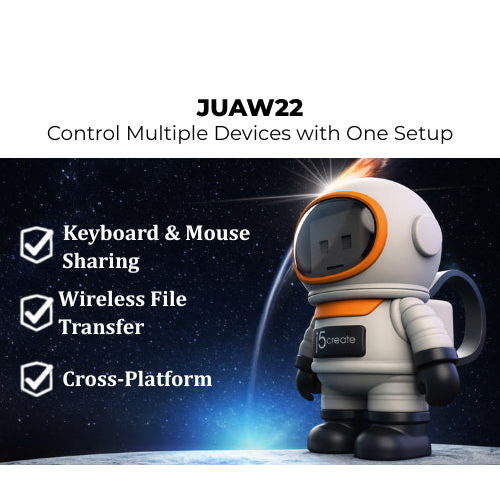 JUAW22
Control Multiple Devices with One Setup
Keyboard & Mouse
Sharing
Wireless File
Transfer
Cross-Platform
j5create